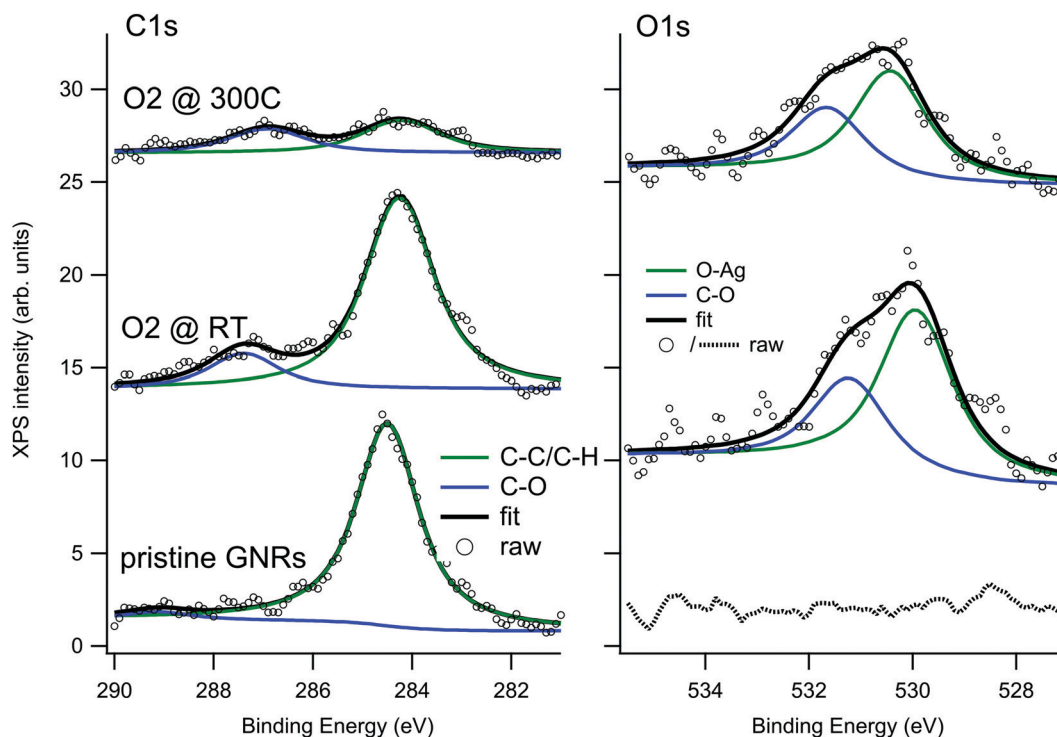 C1s
O1s
O2 @ 300C
O2 @ RT
pristine GNRs
C-C/C-H
C-O
fit
raw
O-Ag
C-O
fit
/ raw
XPS intensity (arb. units)
30
25
20
15
10
5
0
290
288
286
284
282
534
532
530
528
Binding Energy (eV)
Binding Energy (eV)